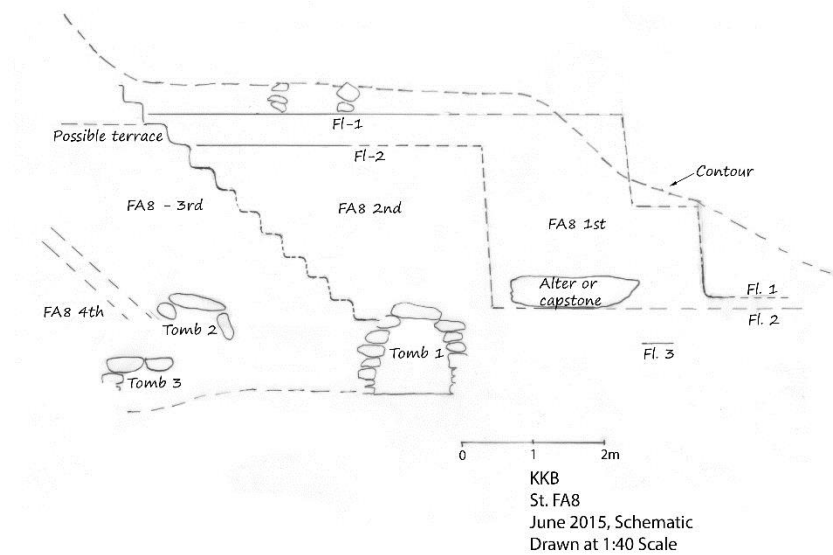 Fl-1
Possible terrace
Fl-2
Contour
FA8 - 3rd
FA8 2nd
FA8 1st
Alter or
capstone
Fl. 1
FA8 4th
Fl. 2
Tomb 2
Tomb 1
Fl. 3
Tomb 3
0 1 2m
KKB
St. FA8
June 2015, Schematic
Drawn at 1:40 Scale